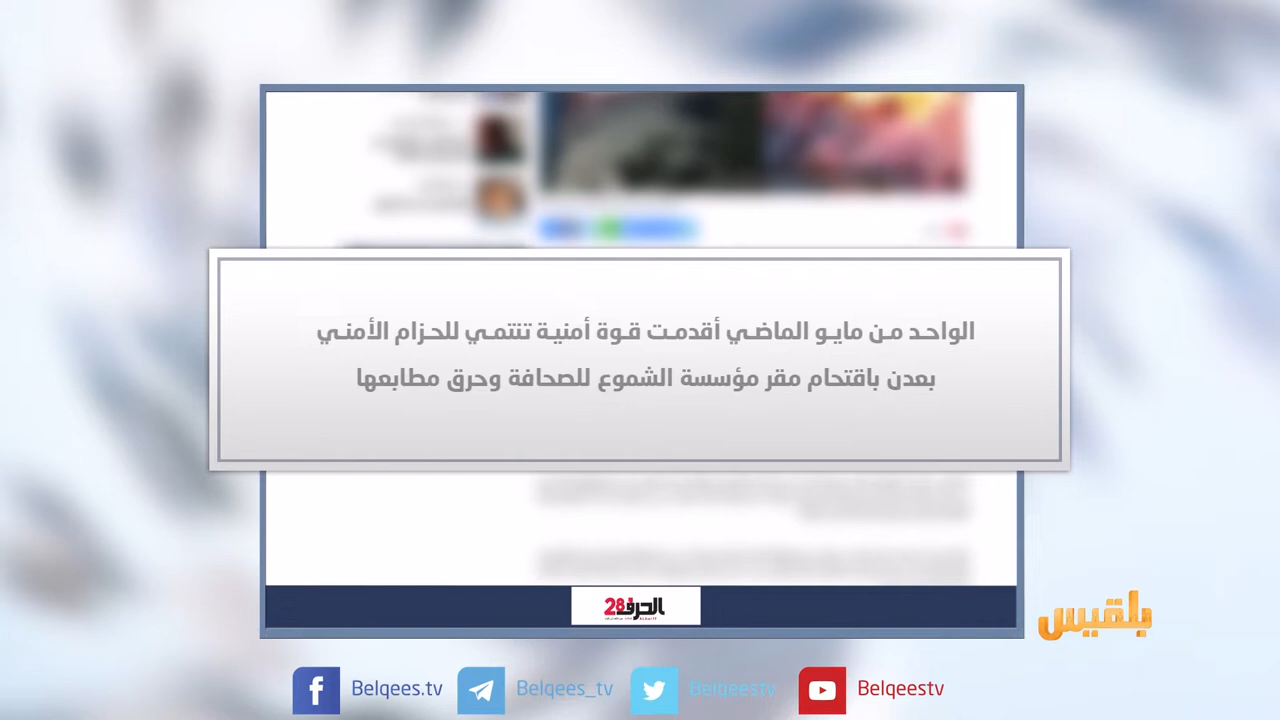 الواحد من مايو الماضي أقدمت قوة أمنية تنتمي للحزام الأمني
بعدن باقتحام مقر مؤسسة الشموع للصحافة وحرق مطابعها
الحرف28
بلقيس
Belqees.tv
Belqees_tv
Belqeestv
Belqeestv